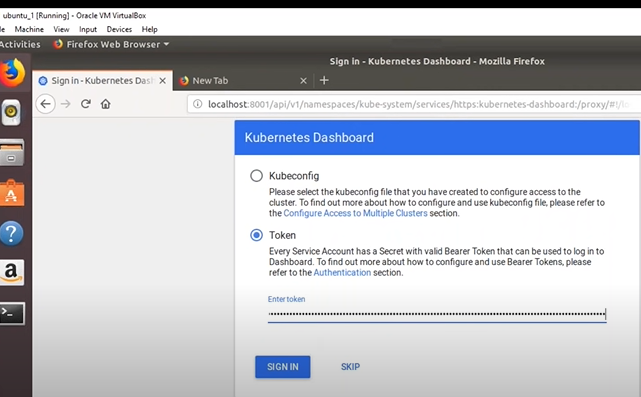 ubuntu_1 [Running] - Oracle VM VirtualBox
Machine View Input Devices Help
Activities Firefox Web Browser
Sign in - Kubernetes Dashboard - Mozilla Firefox
Sign in - Kubernetes Das
New Tab
localhost:8001/api/v1/namespaces/kube-system/services/https:kubernetes-dashboard:/proxy/#!/lo
Kubernetes Dashboard
Kubeconfig
Please select the kubeconfig file that you have created to configure access to the
cluster. To find out more about how to configure and use kubeconfig file, please refer to
the Configure Access to Multiple Clusters section.
Token
Every Service Account has a Secret with valid Bearer Token that can be used to log in to
Dashboard. To find out more about how to configure and use Bearer Tokens, please
refer to the Authentication section.
Enter token
SIGN IN SKIP